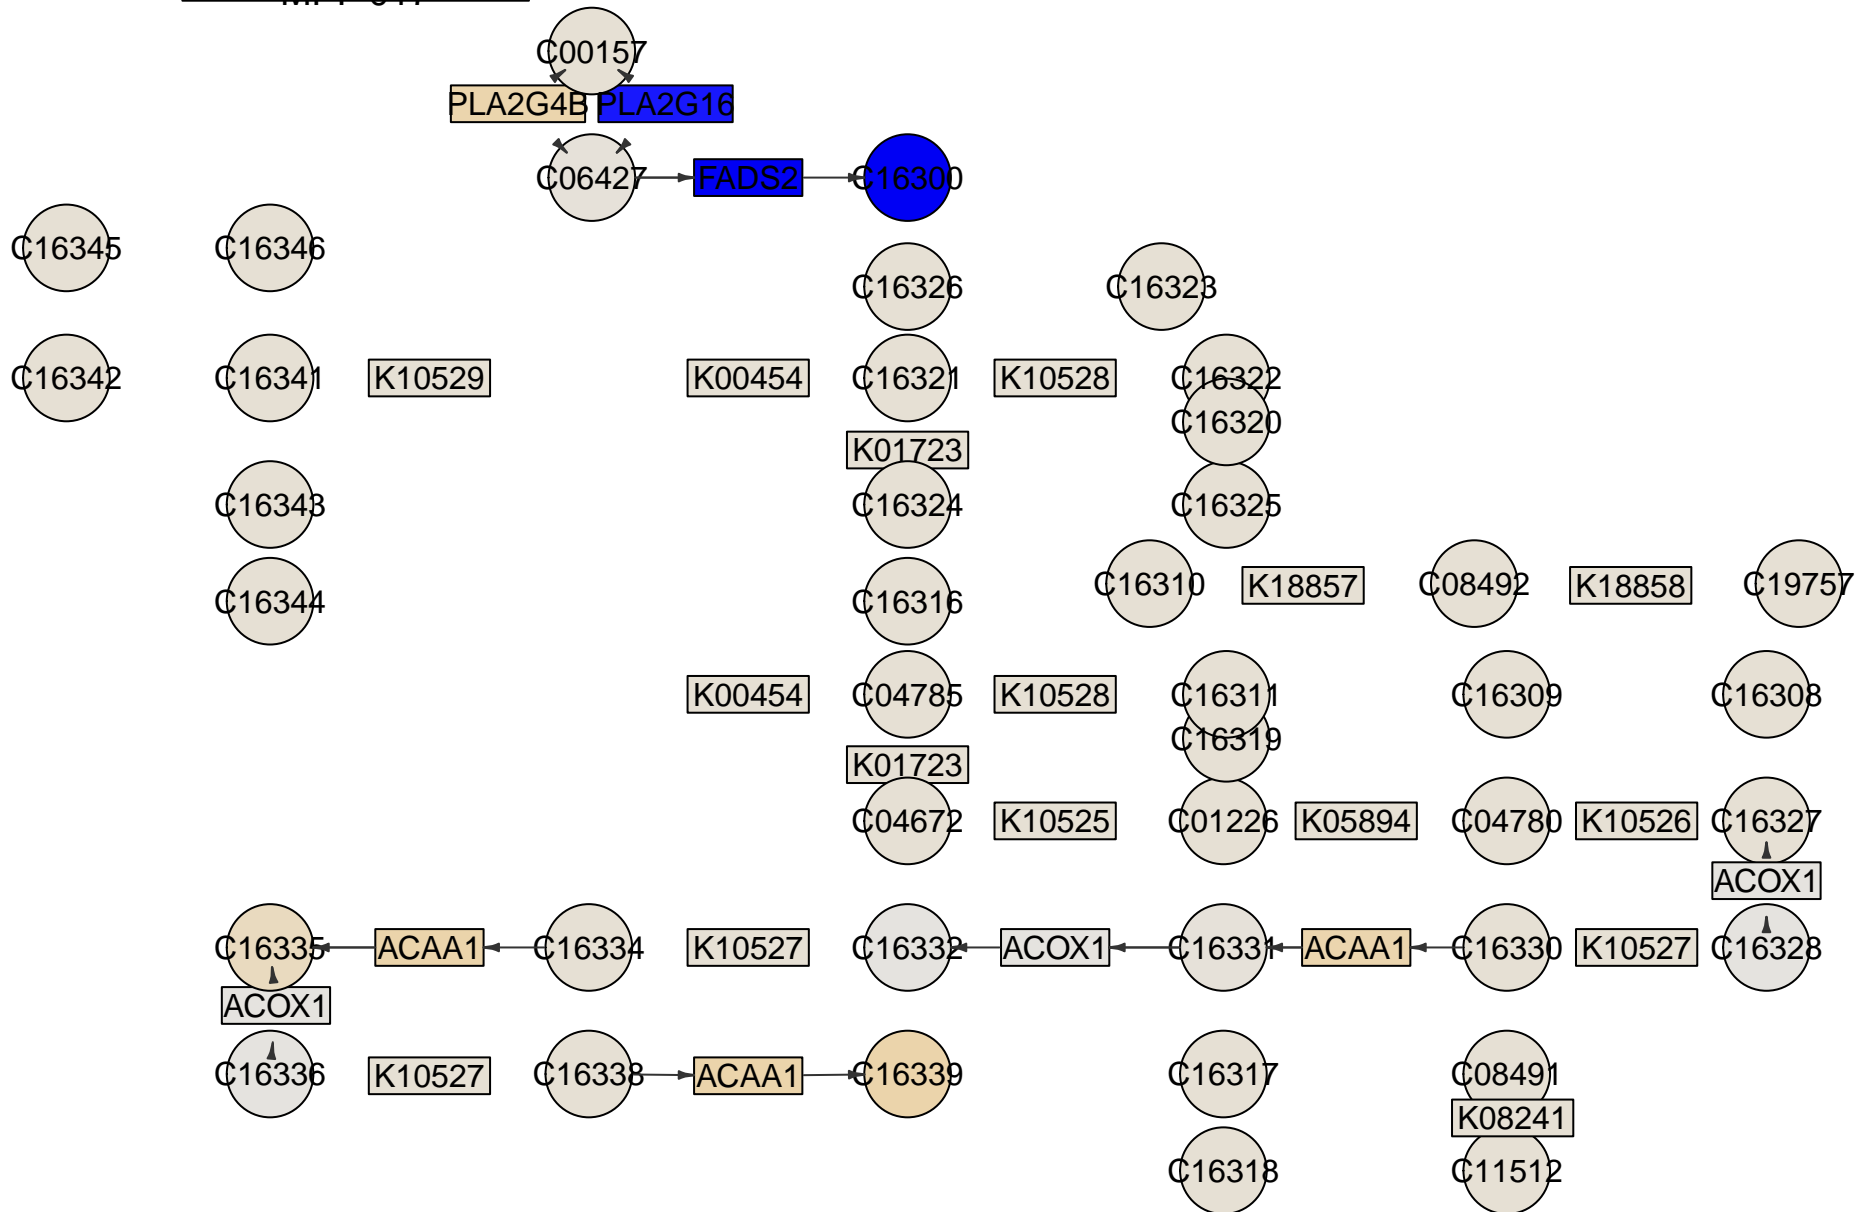 C00157
PLA2G4B PLA2G16
C06427 FADS2 C16300
C16345 C16346
C16326 C16323
C16342 C16341 K10529 K00454 C16321 K10528 C16322
C16320
K01723
C16343 C16324 C16325
C16310 K18857 C08492 K18858 C19757
C16344 C16316
K00454 C04785 K10528 C16311 C16309 C16308
C16319
K01723
C04672 K10525 C01226 K05894 C04780 K10526 C16327
ACOX1
C16335 ACAA1 C16334 K10527 C16332 ACOX1 C16331 ACAA1 C16330 K10527 C16328
ACOX1
C16336 K10527 C16338 ACAA1 C16339 C16317 C08491
K08241
C16318 C11512